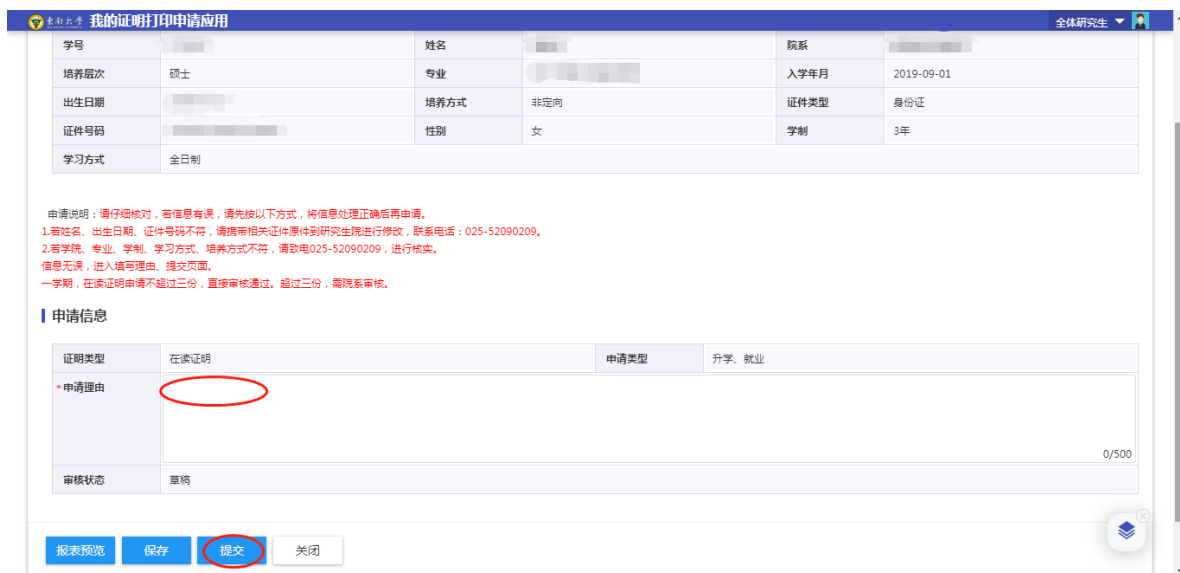 東南大學 我的证明打印申请应用 全体研究生
学号 姓名 院系
培养层次 硕士 专业 入学年月 2019-09-01
出生日期 培养方式 非定向 证件类型 身份证
证件号码 性别 女 学制 3年
学习方式 全日制
申请说明：请仔细核对，若信息有误，请先按以下方式，将信息处理正确后再申请。
1.若姓名、出生日期、证件号码不符，请携带相关证件原件到研究生院进行修改，联系电话：025-52090209。
2.若学院、专业、学制、学习方式、培养方式不符，请致电025-52090209，进行核实。
信息无误，进入填写理由、提交页面。
一学期，在读证明申请不超过三份，直接审核通过。超过三份，需院系审核。
申请信息
证明类型 在读证明 申请类型 升学、就业
*申请理由
0/500
审核状态 草稿
报表预览 保存 提交 关闭